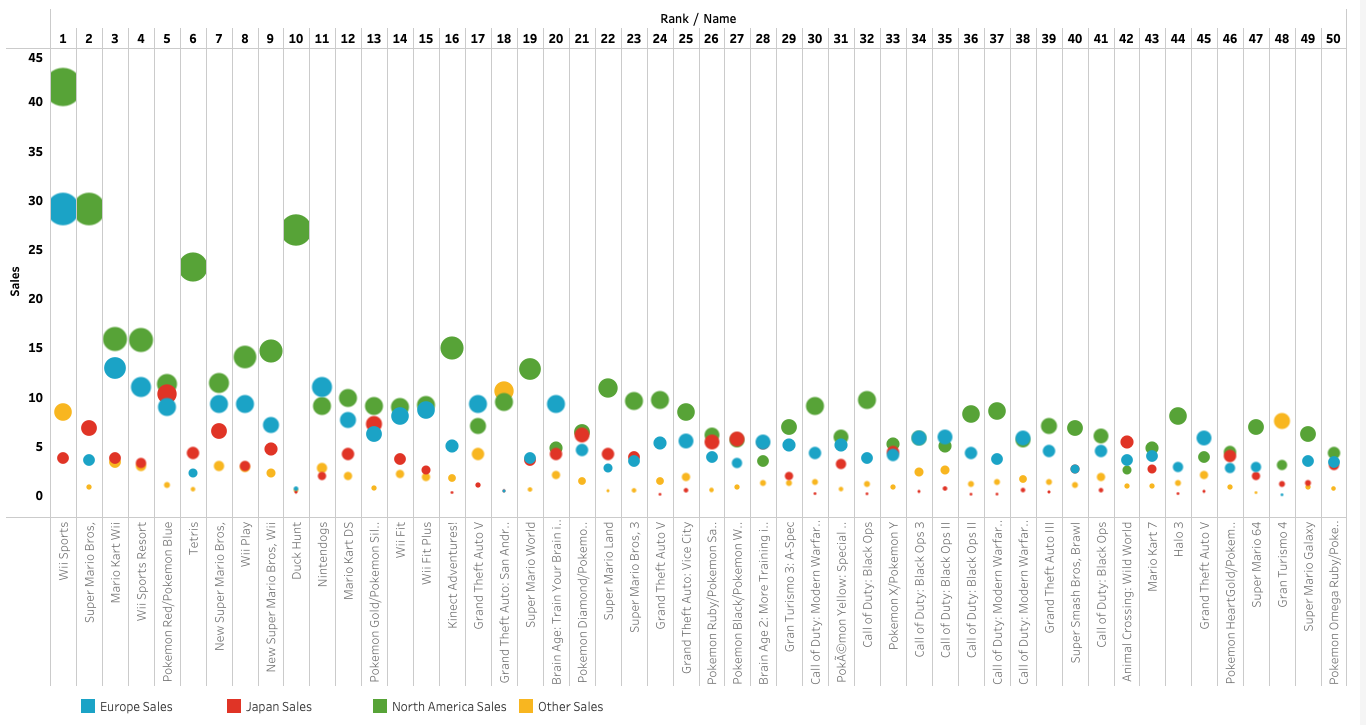 Rank / Name
1 2 3 4 5 6 7 8 9 10 11 12 13 14 15 16 17 18 19 20 21 22 23 24 25 26 27 28 29 30 31 32 33 34 35 36 37 38 39 40 41 42 43 44 45 46 47 48 49 50
45
40
35
30
25
20
15
10
5
0
Sales
Wii Sports
Super Mario Bros,
Mario Kart Wii
Wii Sports Resort
Pokemon Red/Pokemon Blue
Tetris
New Super Mario Bros,
Wii Play
New Super Mario Bros, Wii
Duck Hunt
Nintendogs
Mario Kart DS
Pokemon Gold/Pokemon Sil..
Wii Fit
Wii Fit Plus
Kinect Adventures!
Grand Theft Auto V
Grand Theft Auto: San Andr..
Super Mario World
Brain Age: Train Your Brain i..
Pokemon Diamond/Pokemo..
Super Mario Land
Super Mario Bros, 3
Grand Theft Auto V
Grand Theft Auto: Vice City
Pokemon Ruby/Pokemon Sa..
Pokemon Black/Pokemon W..
Brain Age 2: More Training i..
Gran Turismo 3: A-Spec
Call of Duty: Modern Warfar..
PokÃ©mon Yellow: Special ..
Call of Duty: Black Ops
Pokemon X/Pokemon Y
Call of Duty: Black Ops 3
Call of Duty: Black Ops II
Call of Duty: Black Ops II
Call of Duty: Modern Warfar..
Call of Duty: Modern Warfar..
Grand Theft Auto III
Super Smash Bros, Brawl
Call of Duty: Black Ops
Animal Crossing: Wild World
Mario Kart 7
Halo 3
Grand Theft Auto V
Pokemon HeartGold/Pokem..
Super Mario 64
Gran Turismo 4
Super Mario Galaxy
Pokemon Omega Ruby/Poke..
Europe Sales
Japan Sales
North America Sales
Other Sales